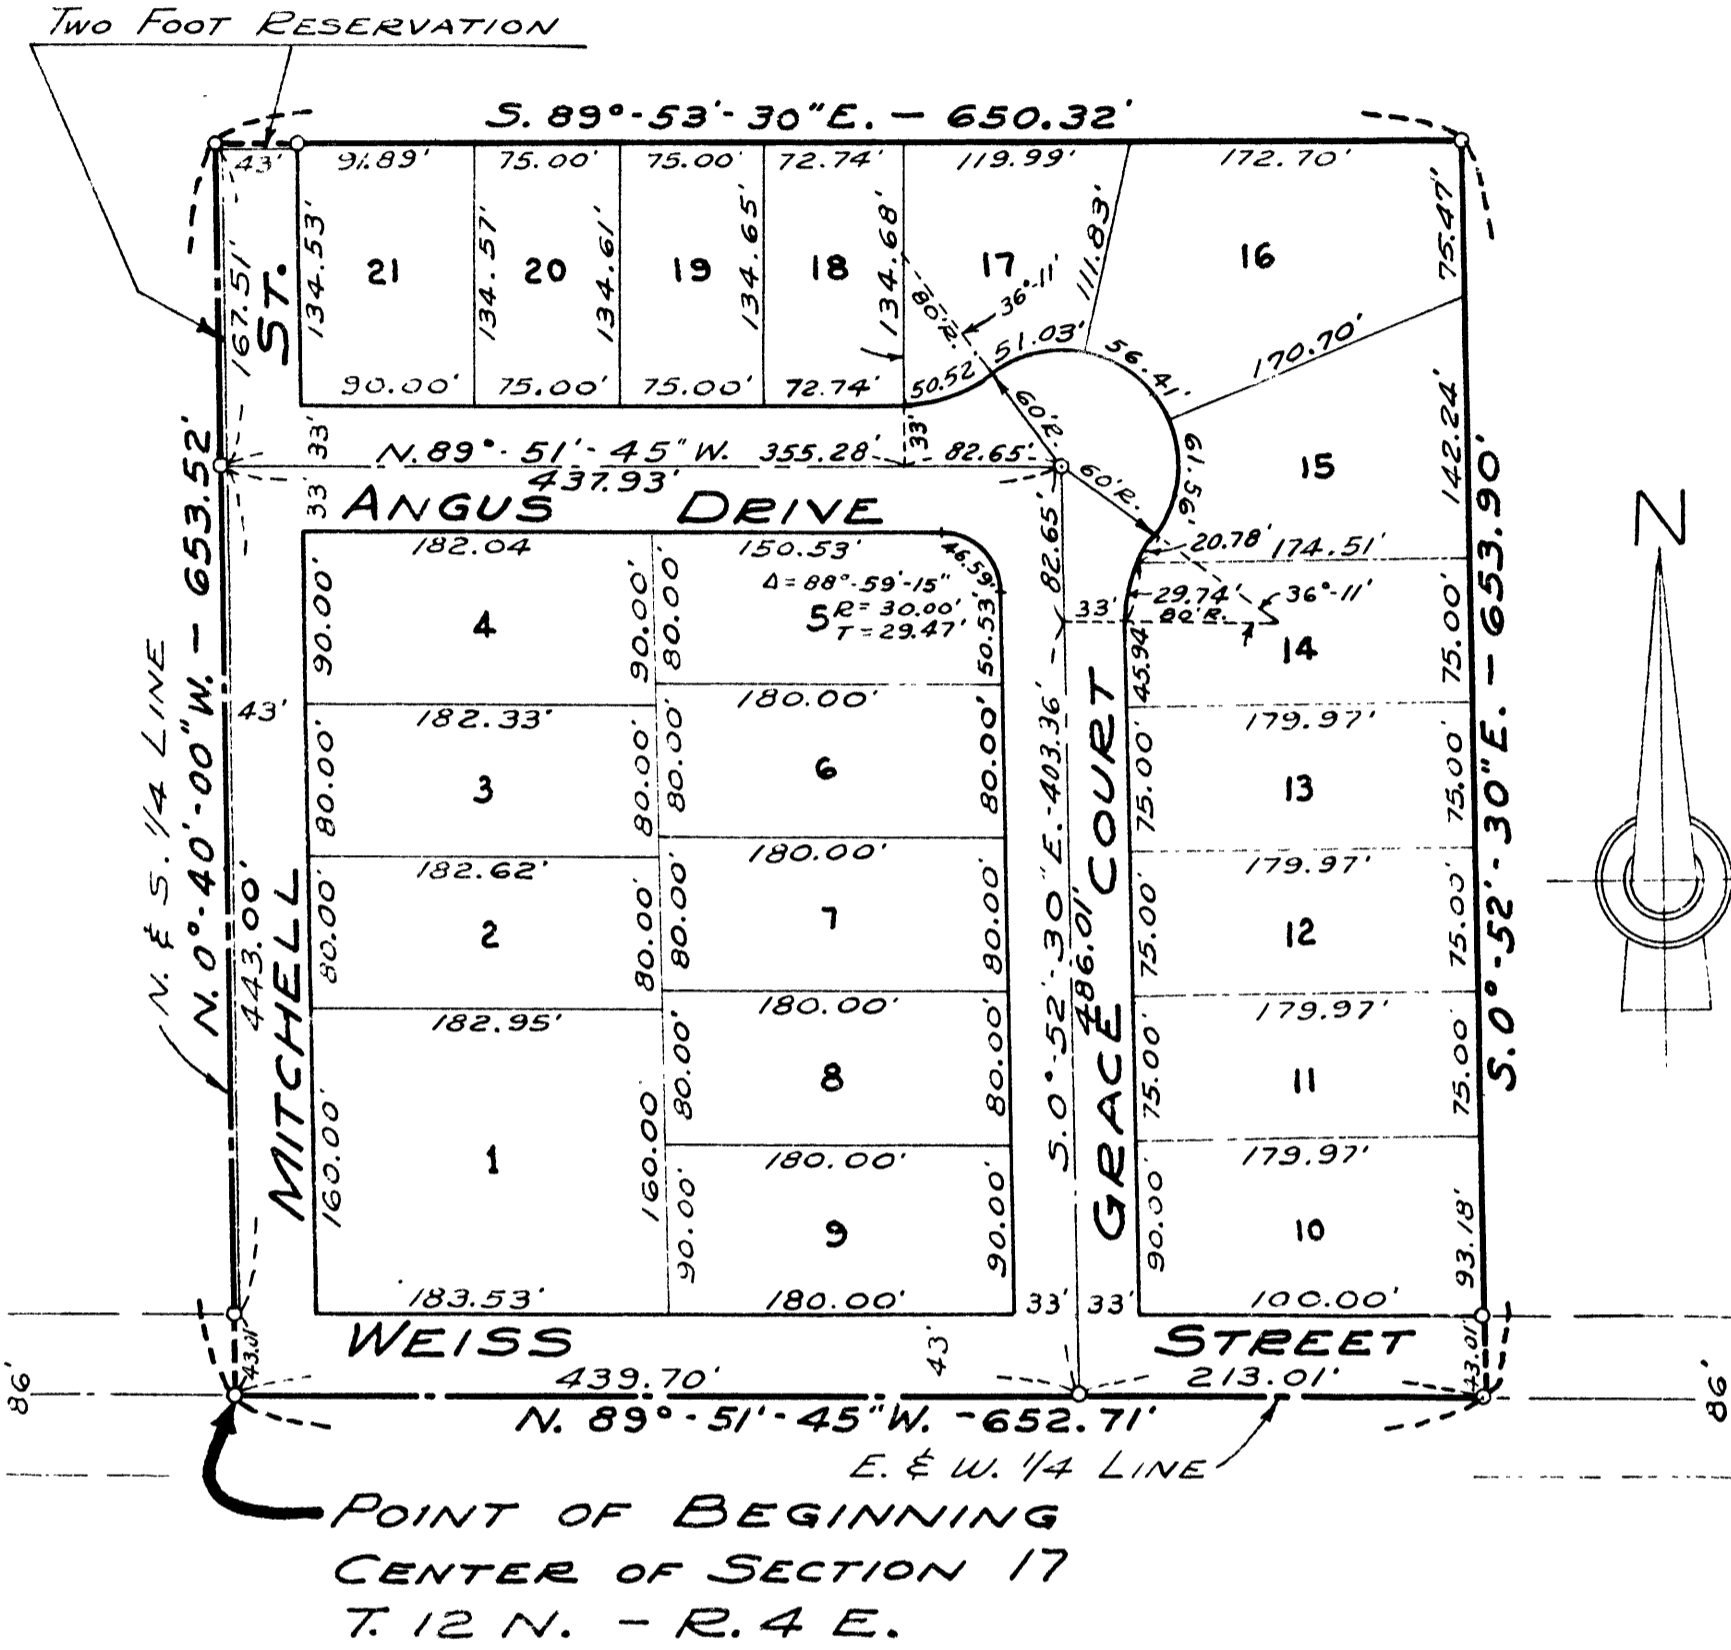 TWO FOOT RESERVATION
S. 89°-53'-30"E. – 650.32'
43' 91.89' 75.00' 75.00' 72.74' 119.99' 172.70'
167.51'
ST.
134.53' 21 134.57' 20 134.61' 19 134.65' 18 134.68' 17 111.83' 16 75.47'
80'R. 36°-11'
51.03' 56.41'
90.00' 75.00' 75.00' 72.74' 50.52 60'R. 170.70'
33' N. 89°-51'-45"W. 355.28' 33' 82.65' 61.56' 15 142.24'
437.93'
60'R.
33' ANGUS DRIVE
182.04 150.53' 46.59' 82.65' 20.78' 174.51'
Δ = 88°-59'-15"
90.00' 4 90.00' 80.00' 5 R = 30.00' 50.53' 33' 29.74' 36°-11'
T = 29.47' 80'R.
45.94' 14 75.00'
43' 182.33' 180.00' 179.97'
80.00' 3 80.00' 80.00' 6 80.00' 75.00' 13 75.00'
182.62' 180.00' 179.97'
80.00' 2 80.00' 80.00' 7 80.00' 75.00' 12 75.00'
182.95' 180.00' 179.97'
160.00' 1 160.00' 80.00' 8 80.00' 75.00' 11 75.00'
180.00' 179.97'
90.00' 9 90.00' 90.00' 10 93.18'
183.53' 180.00' 33' 33' 100.00'
N. & S. 1/4 LINE
N. 0°-40'-00"W. – 653.52'
443.00'
MITCHELL
S. 0°-52'-30"E. -403.36'
486.01'
GRACE COURT
S. 0°-52'-30"E. – 653.90'
N
WEISS 43' STREET
43.01' 43.01'
86' 439.70' 213.01' 86'
N. 89°-51'-45"W. -652.71'
E. & W. 1/4 LINE
POINT OF BEGINNING
CENTER OF SECTION 17
T. 12 N. – R. 4 E.